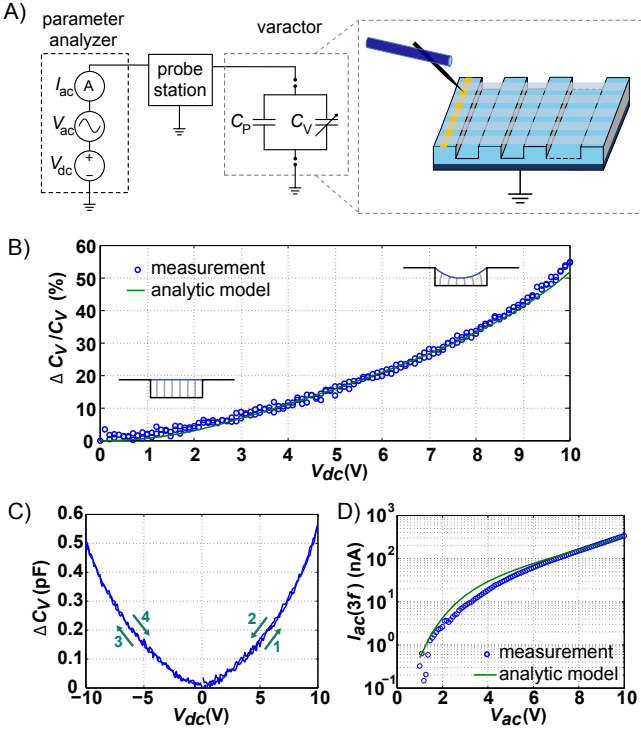 A)
parameter
analyzer
varactor
I_ac
A
V_ac
V_dc
+
−
probe
station
C_P
C_V
B)
Δ C_V/C_V (%)
60
50
40
30
20
10
0
measurement
analytic model
0 1 2 3 4 5 6 7 8 9 10
V_dc(V)
C)
ΔC_V (pF)
0.6
0.5
0.4
0.3
0.2
0.1
0
4
3
2
1
−10 −5 0 5 10
V_dc(V)
D)
I_ac(3f) (nA)
10^3
10^2
10^1
10^0
10^−1
measurement
analytic model
0 2 4 6 8 10
V_ac(V)